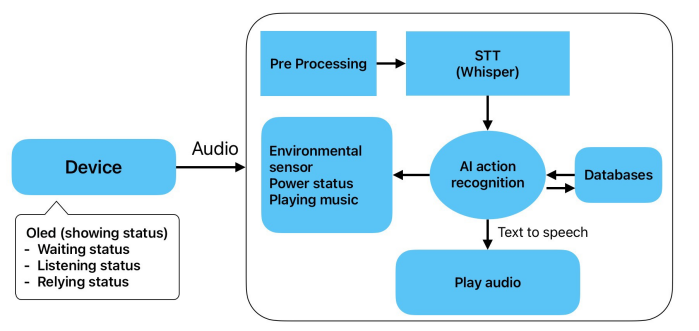 Pre Processing
STT
(Whisper)
Audio
Device
Environmental
sensor
Power status
Playing music
AI action
recognition
Databases
Oled (showing status)
- Waiting status
- Listening status
- Relying status
Text to speech
Play audio